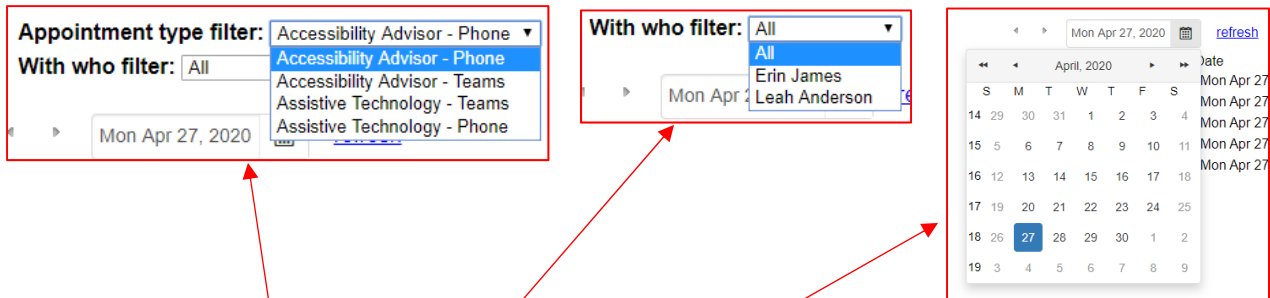 Appointment type filter: Accessibility Advisor - Phone
Accessibility Advisor - Phone
With who filter: All
Accessibility Advisor - Teams
Assistive Technology - Teams
Assistive Technology - Phone
Mon Apr 27, 2020
With who filter: All
All
Erin James
Leah Anderson
Mon Apr 2
Mon Apr 27, 2020 refresh
April, 2020
S M T W T F S
14 29 30 31 1 2 3 4
15 5 6 7 8 9 10 11
16 12 13 14 15 16 17 18
17 19 20 21 22 23 24 25
18 26 27 28 29 30 1 2
19 3 4 5 6 7 8 9
Date
Mon Apr 27
Mon Apr 27
Mon Apr 27
Mon Apr 27
Mon Apr 27